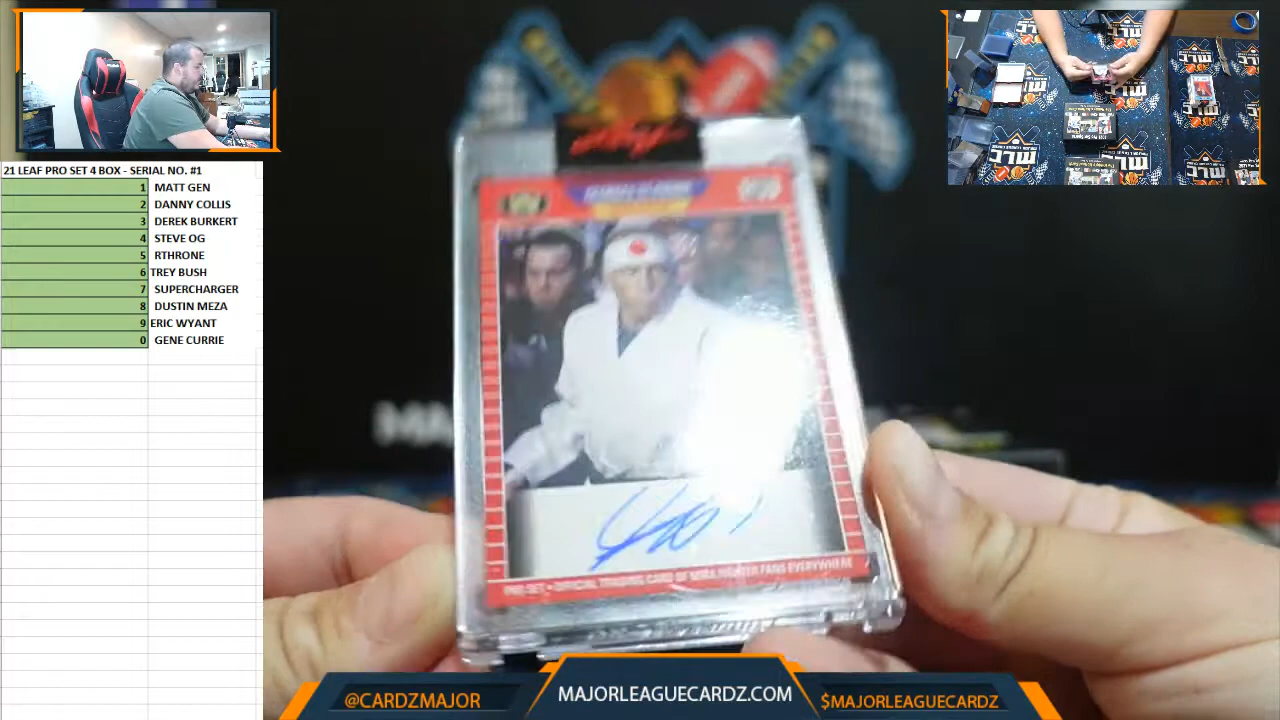 21 LEAF PRO SET 4 BOX - SERIAL NO. #1
1 MATT GEN
2 DANNY COLLIS
3 DEREK BURKERT
4 STEVE OG
5 RTHRONE
6 TREY BUSH
7 SUPERCHARGER
8 DUSTIN MEZA
9 ERIC WYANT
0 GENE CURRIE
Leaf
PRO SET • OFFICIAL TRADING CARD OF MMA FIGHTER FANS EVERYWHERE
@CARDZMAJOR
MAJORLEAGUECARDZ.COM
$MAJORLEAGUECARDZ